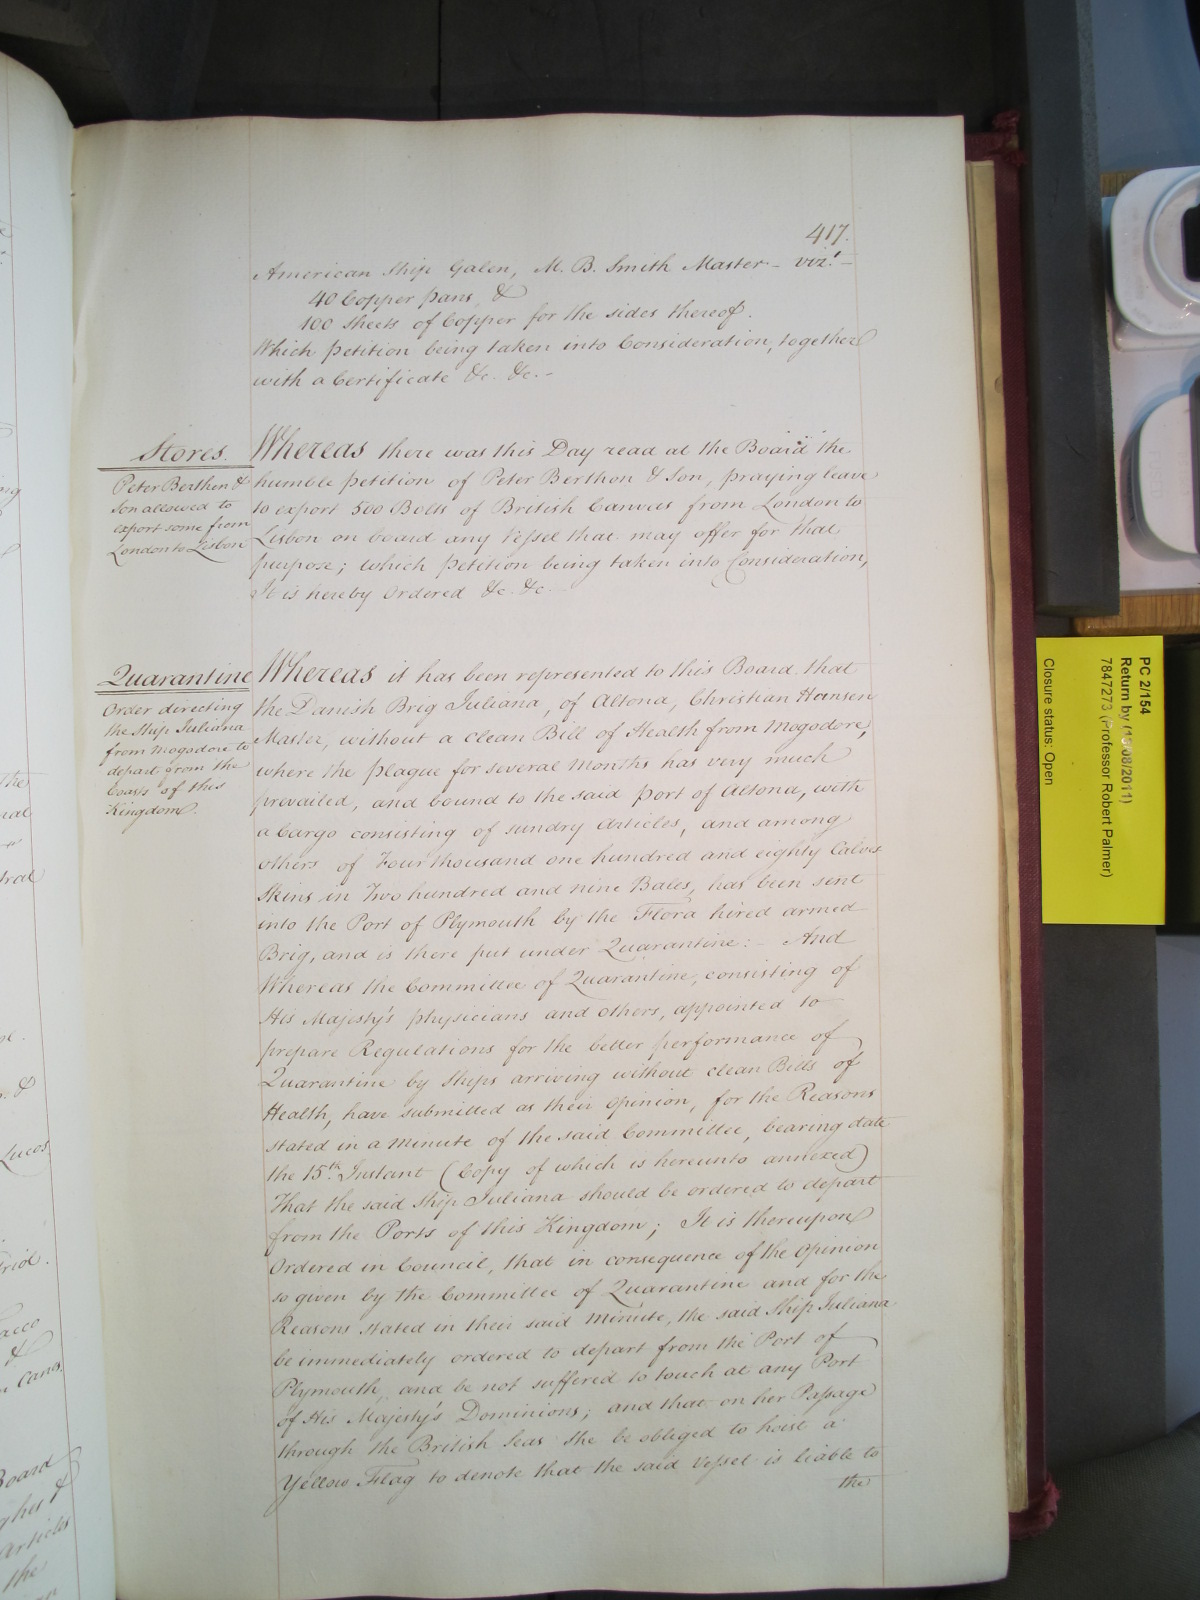 417.
American Ship Galen, M. B. Smith Master – vizt. –
40 Copper pans, &
100 Sheets of Copper for the sides thereof.
Which petition being taken into Consideration, together
with a Certificate &c. &c. –
Stores.
Peter Berthon &
Son allowed to
export some from
London to Lisbon
Whereas there was this Day read at the Board the
humble petition of Peter Berthon & Son, praying leave
to export 500 Bolts of British Canvas from London to
Lisbon on board any Vessel that may offer for that
purpose; which petition being taken into Consideration,
It is hereby Ordered &c. &c. –
Quarantine
Order directing
the Ship Juliana
from Mogadore to
depart from the
Coasts of this
Kingdom.
Whereas it has been represented to this Board that
the Danish Brig Juliana, of Altona, Christian Hansen
Master, without a clean Bill of Health from Mogodore,
where the plague for several Months has very much
prevailed, and bound to the said port of Altona, with
a Cargo consisting of sundry Articles, and among
others of Four thousand one hundred and eighty Calves
Skins in Two hundred and nine Bales, has been sent
into the Port of Plymouth by the Flora hired armed
Brig, and is there put under Quarantine: – And
Whereas the Committee of Quarantine, consisting of
His Majesty's physicians and others, appointed to
prepare Regulations for the better performance of
Quarantine by Ships arriving without clean Bills of
Health, have submitted as their opinion, for the Reasons
stated in a Minute of the said Committee, bearing date
the 15th. Instant (Copy of which is hereunto annexed)
That the said Ship Juliana should be ordered to depart
from the Ports of this Kingdom; It is thereupon
Ordered in Council, that in consequence of the Opinion
so given by the Committee of Quarantine and for the
Reasons stated in their said Minute, the said Ship Juliana
be immediately ordered to depart from the Port of
Plymouth, and be not suffered to touch at any Port
of His Majesty's Dominions; and that on her Passage
through the British Seas She be obliged to hoist a
Yellow Flag to denote that the said Vessel is liable to
the
PC 2/154
Return by (15/08/2011)
7847273 (Professor Robert Palmer)
Closure status: Open